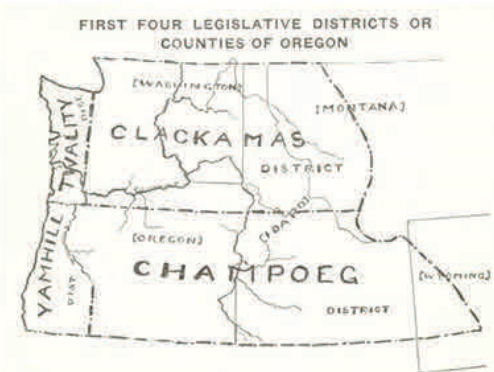 FIRST FOUR LEGISLATIVE DISTRICTS OR
COUNTIES OF OREGON
[WASHINGTON]
[MONTANA]
TWALITY
DIST
CLACKAMAS
DISTRICT
[IDAHO]
YAMHILL
DIST
[OREGON]
CHAMPOEG
DISTRICT
[WYOMING]